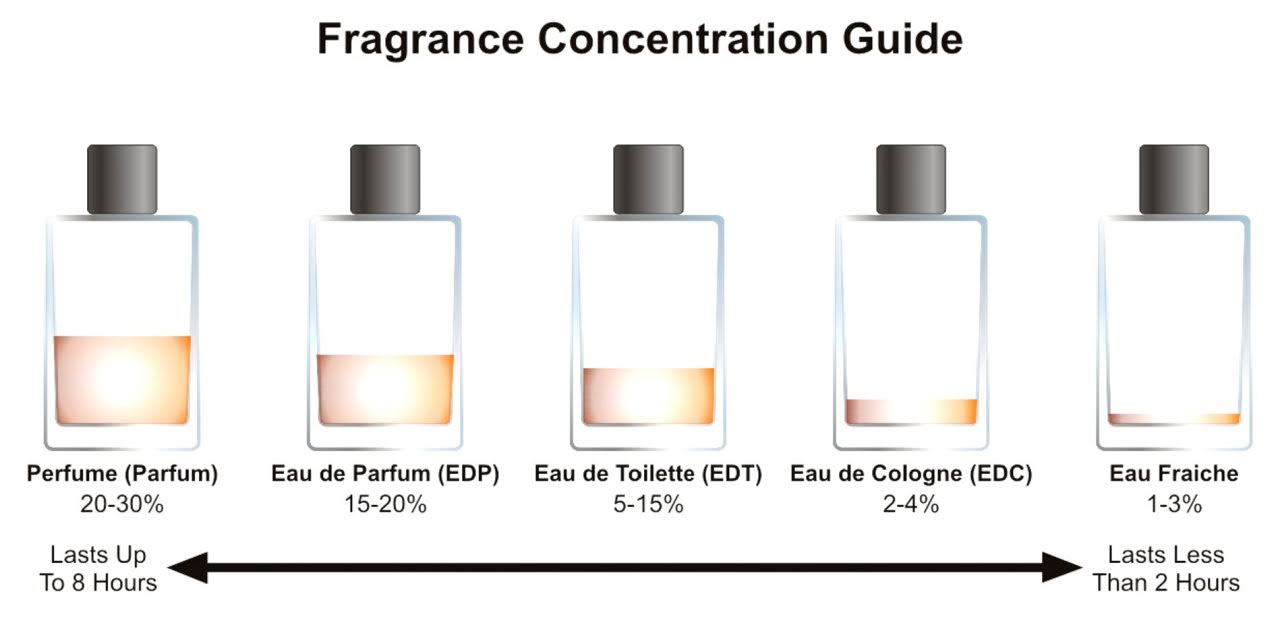 Fragrance Concentration Guide
Perfume (Parfum)
20-30%
Eau de Parfum (EDP)
15-20%
Eau de Toilette (EDT)
5-15%
Eau de Cologne (EDC)
2-4%
Eau Fraiche
1-3%
Lasts Up
To 8 Hours
Lasts Less
Than 2 Hours